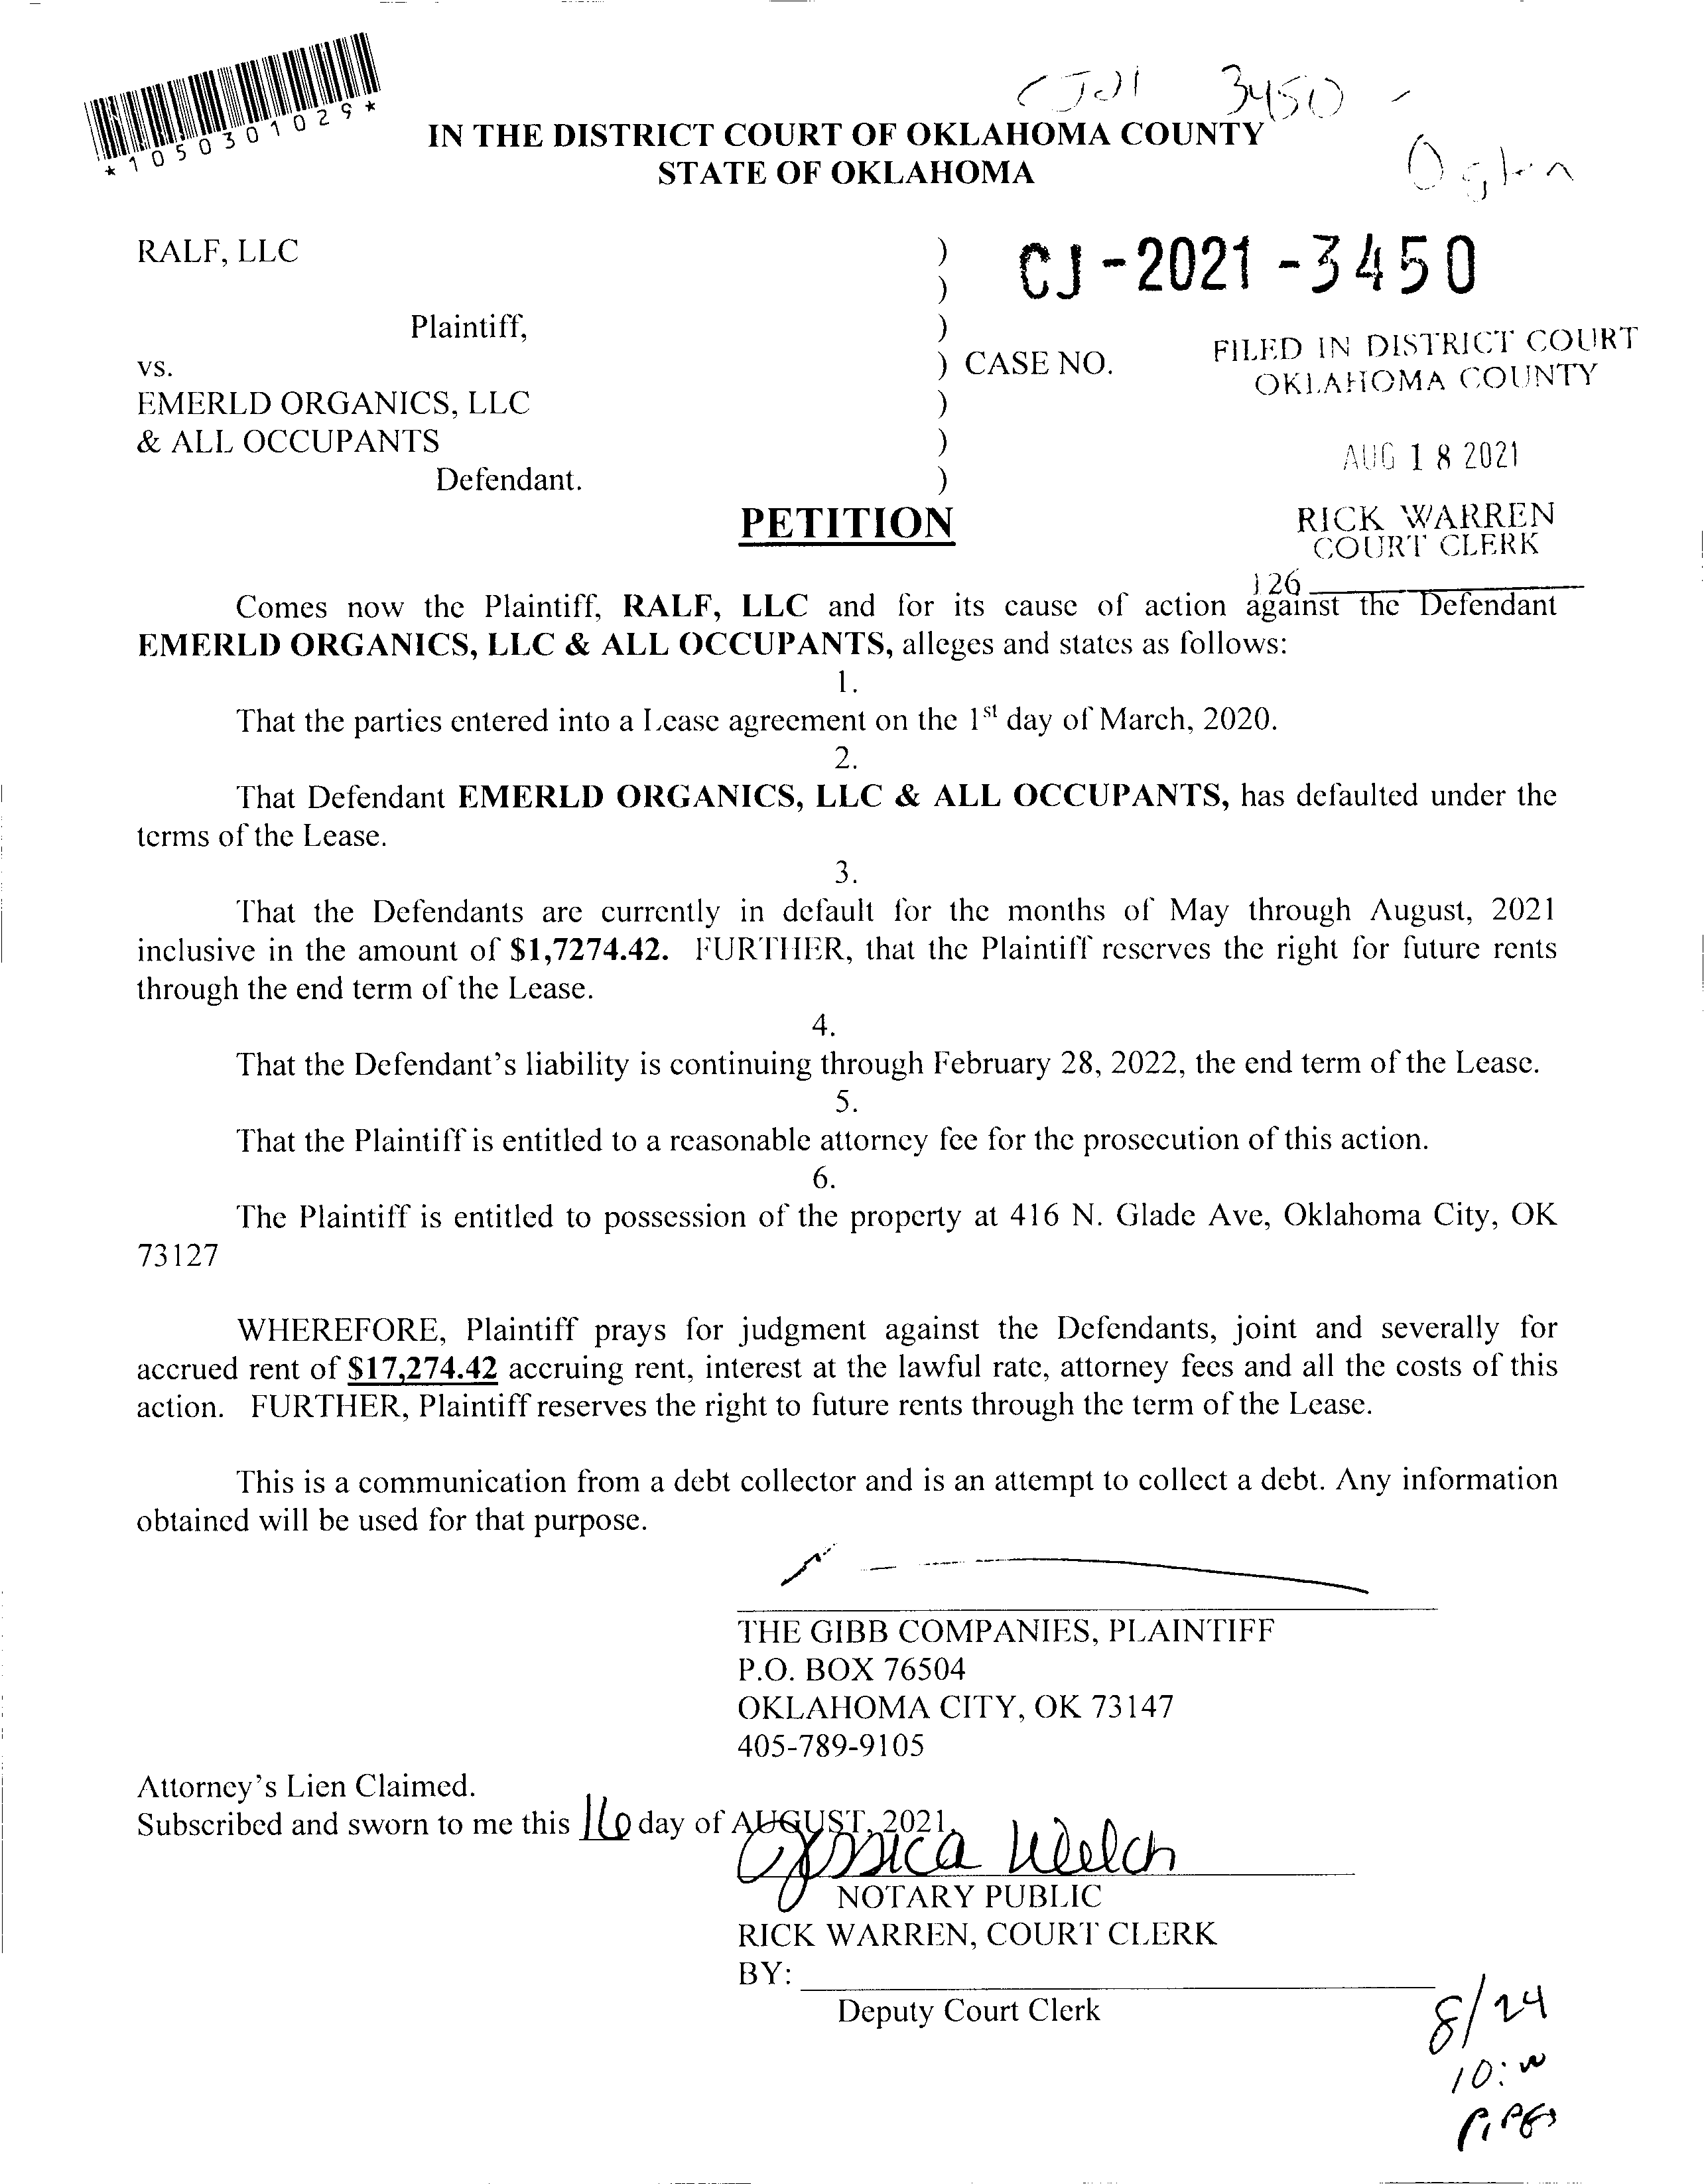 *1050301029*
3450
IN THE DISTRICT COURT OF OKLAHOMA COUNTY
STATE OF OKLAHOMA
RALF, LLC )
CJ-2021-3450
)
Plaintiff, )
vs. ) CASE NO.
FILED IN DISTRICT COURT
OKLAHOMA COUNTY
EMERLD ORGANICS, LLC )
& ALL OCCUPANTS )
AUG 18 2021
Defendant. )
PETITION
RICK WARREN
COURT CLERK
126
Comes now the Plaintiff, RALF, LLC and for its cause of action against the Defendant
EMERLD ORGANICS, LLC & ALL OCCUPANTS, alleges and states as follows:
1.
That the parties entered into a Lease agreement on the 1st day of March, 2020.
2.
That Defendant EMERLD ORGANICS, LLC & ALL OCCUPANTS, has defaulted under the
terms of the Lease.
3.
That the Defendants are currently in default for the months of May through August, 2021
inclusive in the amount of $1,7274.42. FURTHER, that the Plaintiff reserves the right for future rents
through the end term of the Lease.
4.
That the Defendant's liability is continuing through February 28, 2022, the end term of the Lease.
5.
That the Plaintiff is entitled to a reasonable attorney fee for the prosecution of this action.
6.
The Plaintiff is entitled to possession of the property at 416 N. Glade Ave, Oklahoma City, OK
73127
WHEREFORE, Plaintiff prays for judgment against the Defendants, joint and severally for
accrued rent of $17,274.42 accruing rent, interest at the lawful rate, attorney fees and all the costs of this
action. FURTHER, Plaintiff reserves the right to future rents through the term of the Lease.
This is a communication from a debt collector and is an attempt to collect a debt. Any information
obtained will be used for that purpose.
THE GIBB COMPANIES, PLAINTIFF
P.O. BOX 76504
OKLAHOMA CITY, OK 73147
405-789-9105
Attorney's Lien Claimed.
Subscribed and sworn to me this 16 day of AUGUST, 2021.
Jessica Welch
NOTARY PUBLIC
RICK WARREN, COURT CLERK
BY:
Deputy Court Clerk
8/24